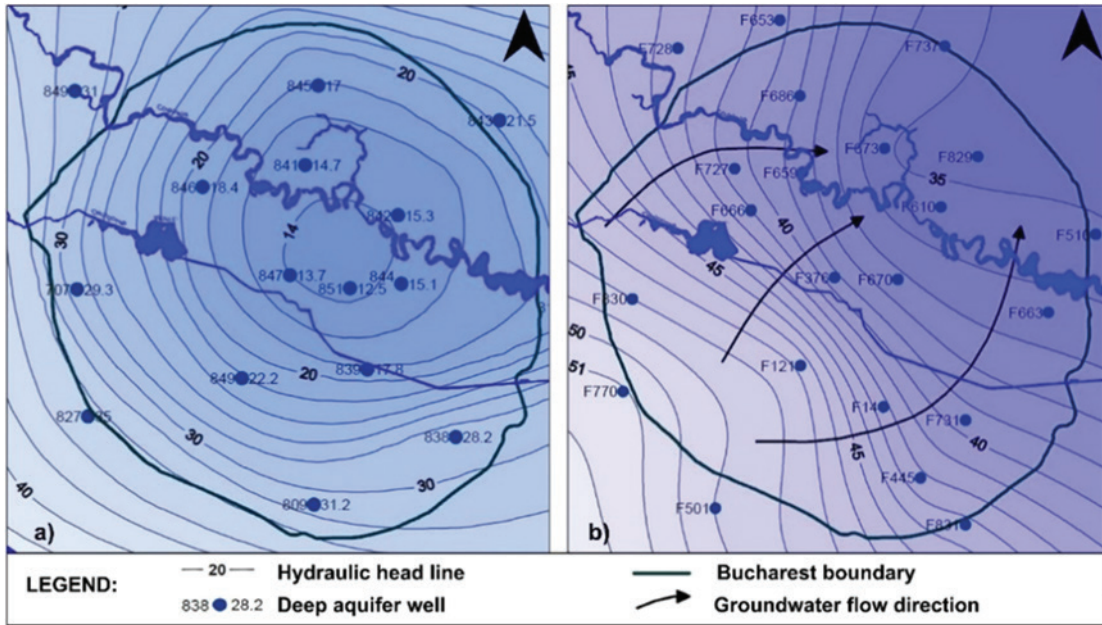 20
845 17
849 31
843 21.5
20
841 14.7
846 18.4
842 15.3
14
30
847 13.7
844
15.1
851 12.5
707 29.3
839 17.8
20
849 22.2
827 35
838 28.2
30
30
40
809 31.2
a)
F653
F728
F737
45
F686
F673
F829
F727
F659
35
F666
F610
40
F510
45
F376
F670
F830
F663
50
51
F121
F770
F14
F731
40
45
F445
F501
F831
b)
LEGEND:
20 Hydraulic head line
Bucharest boundary
838 28.2 Deep aquifer well
Groundwater flow direction